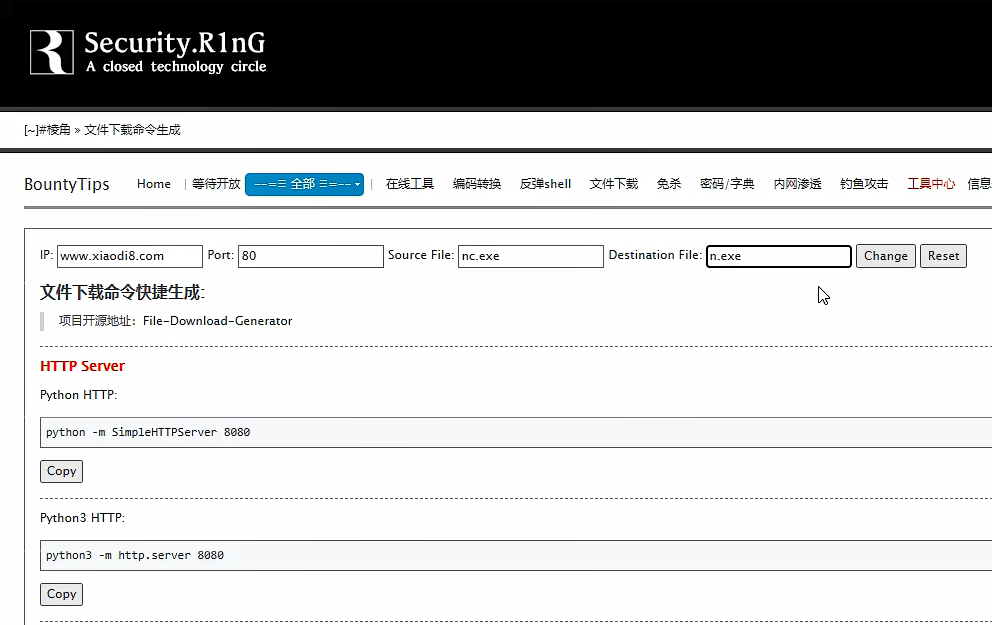 Security.R1nG
A closed technology circle
[~]#棱角 » 文件下载命令生成
BountyTips Home | 等待开放 --=三 全部 三=-- | 在线工具 编码转换 反弹shell 文件下载 免杀 密码/字典 内网渗透 钓鱼攻击 工具中心 信息
IP: www.xiaodi8.com Port: 80 Source File: nc.exe Destination File: n.exe Change Reset
文件下载命令快捷生成:
项目开源地址：File-Download-Generator
HTTP Server
Python HTTP:
python -m SimpleHTTPServer 8080
Copy
Python3 HTTP:
python3 -m http.server 8080
Copy